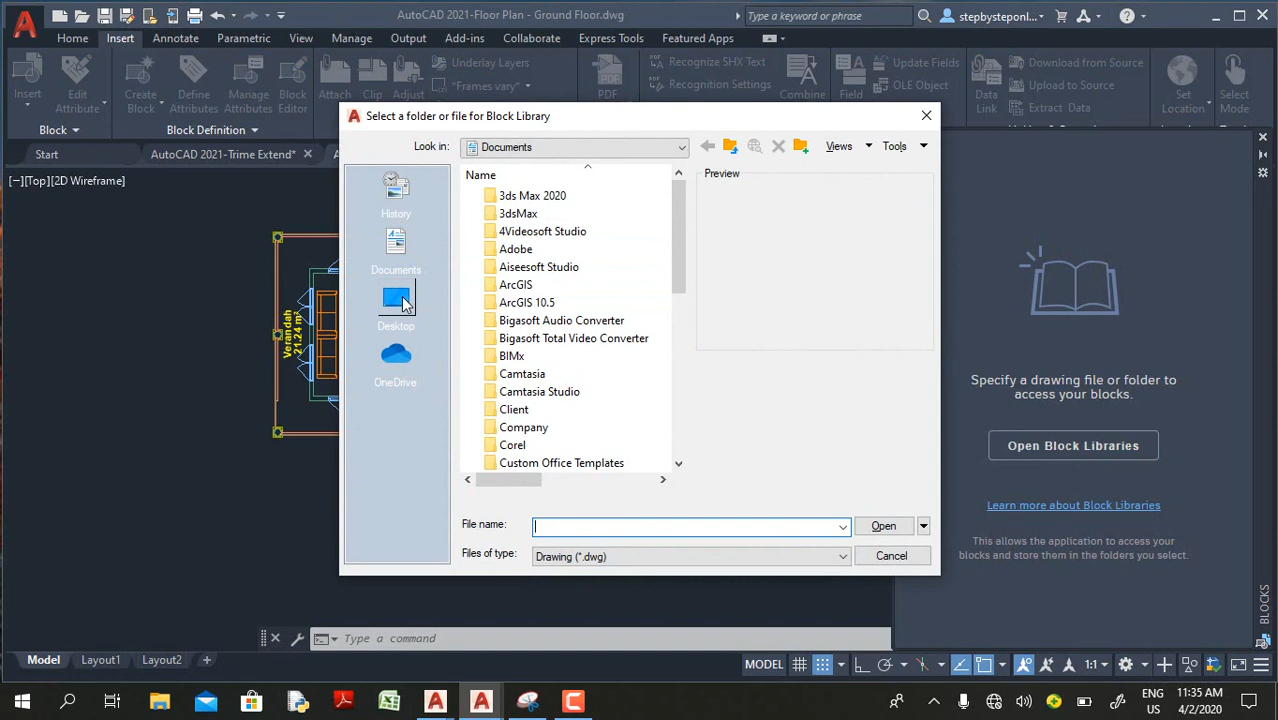 AutoCAD 2021-Floor Plan - Ground Floor.dwg
Type a keyword or phrase
stepbysteponl...
Home Insert Annotate Parametric View Manage Output Add-ins Collaborate Express Tools Featured Apps
Insert
Edit
Attribute
Create
Block
Define
Attributes
Manage
Attributes
Block
Editor
Attach Clip Adjust
Underlay Layers
*Frames vary*
PDF
Recognize SHX Text
Recognition Settings
Combine
Field
Update Fields
OLE Object
Data
Link
Download from Source
Upload to Source
Extract Data
Set
Location
Select
Mode
Block
Block Definition
Start
AutoCAD 2021-Trime Extend*
[−][Top][2D Wireframe]
Verandah
21.24 m²
Select a folder or file for Block Library
Look in:
Documents
Views
Tools
History
Documents
Desktop
OneDrive
Name
3ds Max 2020
3dsMax
4Videosoft Studio
Adobe
Aiseesoft Studio
ArcGIS
ArcGIS 10.5
Bigasoft Audio Converter
Bigasoft Total Video Converter
BIMx
Camtasia
Camtasia Studio
Client
Company
Corel
Custom Office Templates
Preview
File name:
Open
Files of type:
Drawing (*.dwg)
Cancel
Specify a drawing file or folder to
access your blocks.
Open Block Libraries
Learn more about Block Libraries
This allows the application to access your
blocks and store them in the folders you select.
BLOCKS
Type a command
Model Layout1 Layout2
MODEL
1:1
ENG
US
11:35 AM
4/2/2020